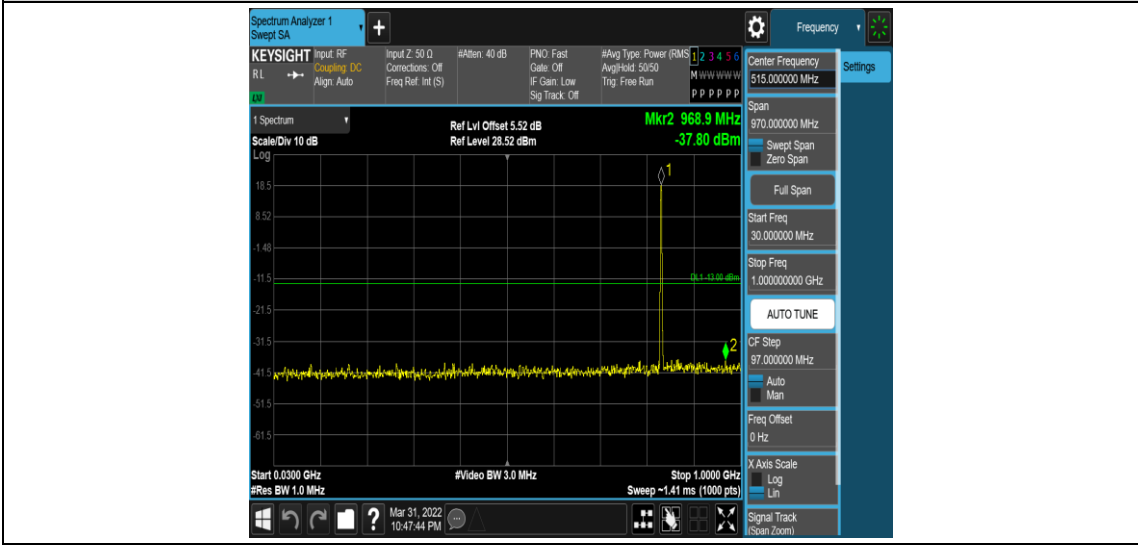 Spectrum Analyzer 1
Swept SA
+
Frequency
KEYSIGHT
RL
Input: RF
Coupling: DC
Align: Auto
Input Z: 50 Ω
Corrections: Off
Freq Ref: Int (S)
#Atten: 40 dB
PNO: Fast
Gate: Off
IF Gain: Low
Sig Track: Off
#Avg Type: Power (RMS
Avg|Hold: 50/50
Trig: Free Run
1 2 3 4 5 6
M W W W W W
P P P P P P
1 Spectrum
Scale/Div 10 dB
Log
Ref Lvl Offset 5.52 dB
Ref Level 28.52 dBm
Mkr2 968.9 MHz
-37.80 dBm
1
18.5
8.52
-1.48
-11.5
DL1 -13.00 dBm
-21.5
-31.5
2
-41.5
-51.5
-61.5
Start 0.0300 GHz
#Res BW 1.0 MHz
#Video BW 3.0 MHz
Stop 1.0000 GHz
Sweep ~1.41 ms (1000 pts)
?
Mar 31, 2022
10:47:44 PM
Center Frequency
515.000000 MHz
Settings
Span
970.000000 MHz
Swept Span
Zero Span
Full Span
Start Freq
30.000000 MHz
Stop Freq
1.000000000 GHz
AUTO TUNE
CF Step
97.000000 MHz
Auto
Man
Freq Offset
0 Hz
X Axis Scale
Log
Lin
Signal Track
(Span Zoom)